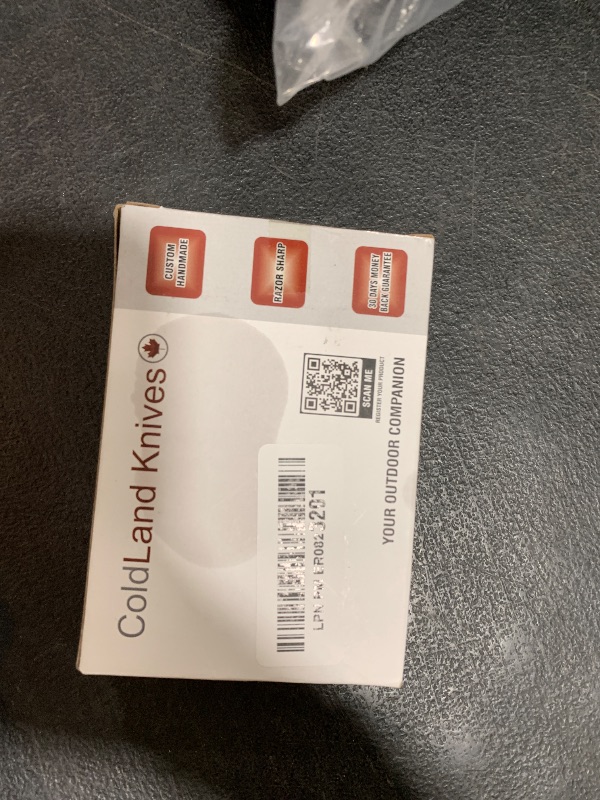 ColdLand Knives
CUSTOM
HANDMADE
RAZOR SHARP
30 DAYS MONEY
BACK GUARANTEE
SCAN ME
REGISTER YOUR PRODUCT
YOUR OUTDOOR COMPANION
LPN